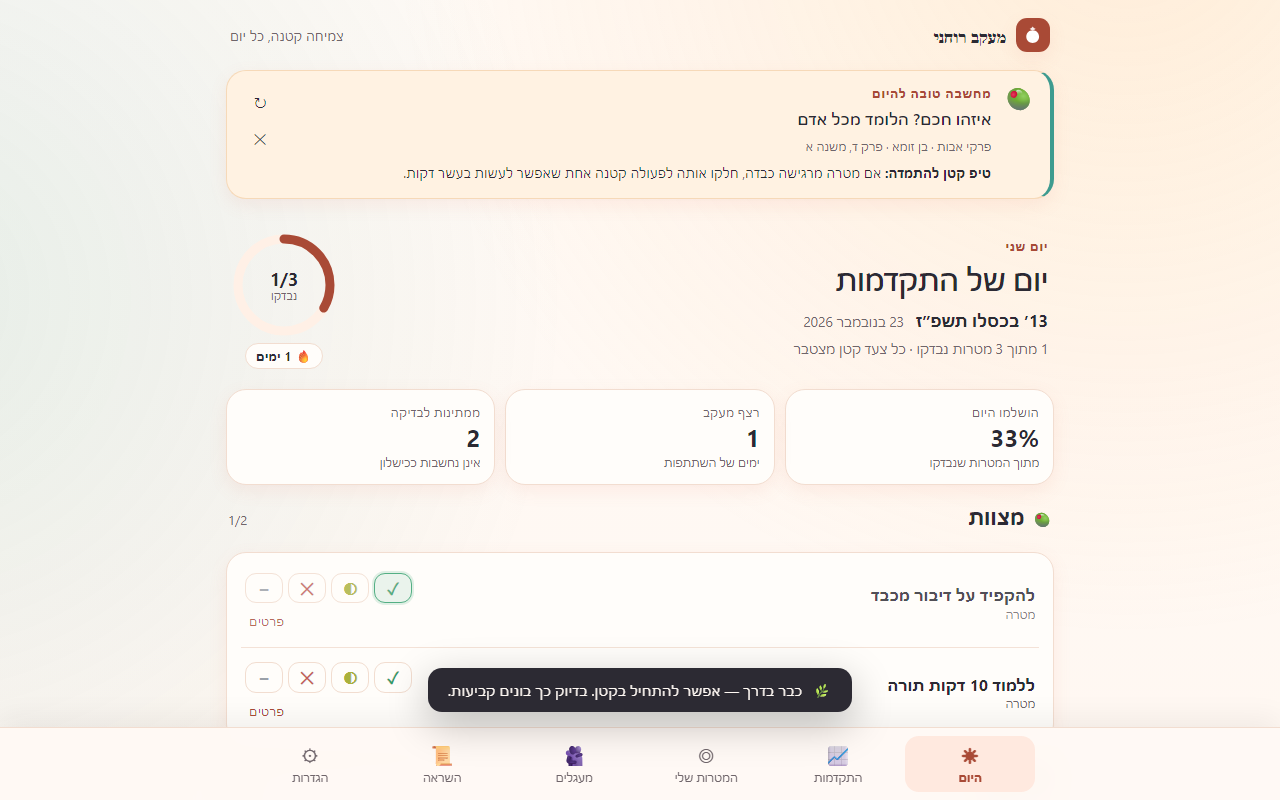 מעקב רוחני
צמיחה קטנה, כל יום
מחשבה טובה להיום
איזהו חכם? הלומד מכל אדם
פרקי אבות · בן זומא · פרק ד, משנה א
טיפ קטן להתמדה: אם מטרה מרגישה כבדה, חלקו אותה לפעולה קטנה אחת שאפשר לעשות בעשר דקות.
יום שני
יום של התקדמות
13׳ בכסלו תשפ״ז 23 בנובמבר 2026
1 מתוך 3 מטרות נבדקו · כל צעד קטן מצטבר
1/3
נבדקו
🔥 1 ימים
הושלמו היום
33%
מתוך המטרות שנבדקו
רצף מעקב
1
ימים של השתתפות
ממתינות לבדיקה
2
אינן נחשבות ככישלון
מצוות
1/2
להקפיד על דיבור מכבד
מטרה
פרטים
ללמוד 10 דקות תורה
מטרה
פרטים
כבר בדרך — אפשר להתחיל בקטן. בדיוק כך בונים קביעות.
היום
התקדמות
המטרות שלי
מעגלים
השראה
הגדרות